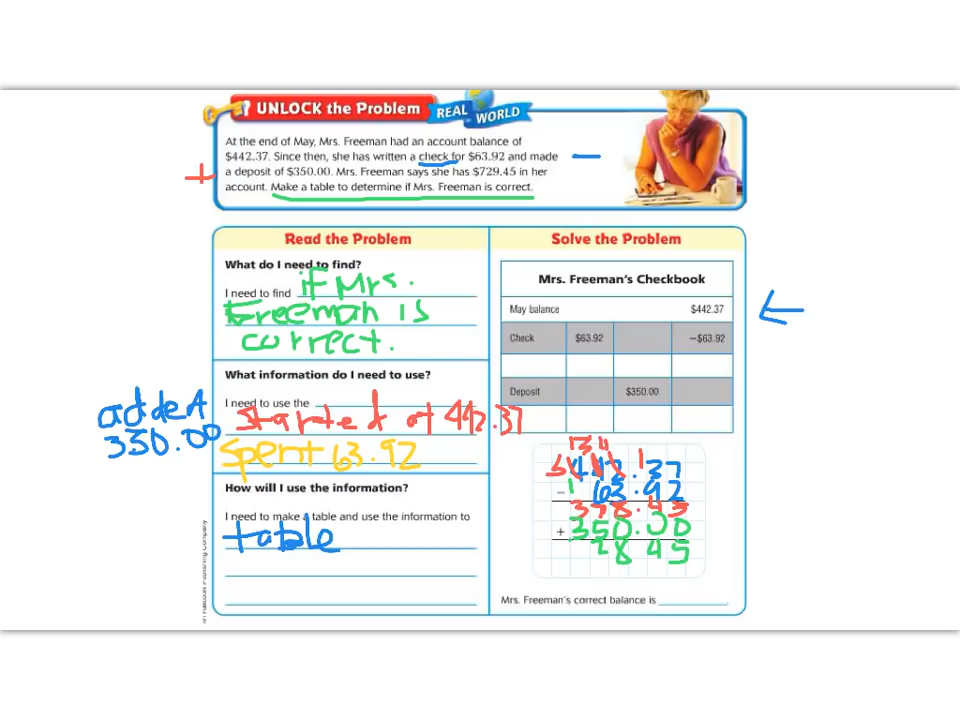 UNLOCK the Problem REAL WORLD
At the end of May, Mrs. Freeman had an account balance of
$442.37. Since then, she has written a check for $63.92 and made
a deposit of $350.00. Mrs. Freeman says she has $729.45 in her
account. Make a table to determine if Mrs. Freeman is correct.
+
−
Read the Problem
What do I need to find?
I need to find if Mrs.
Freeman is
correct.
What information do I need to use?
I need to use the
started at 442.37
added
350.00
spent 63.92
How will I use the information?
I need to make a table and use the information to
table
Solve the Problem
Mrs. Freeman's Checkbook
May balance $442.37
Check $63.92 −$63.92
Deposit $350.00
442.37
− 63.92
378.45
+ 350.00
28 45
Mrs. Freeman's correct balance is